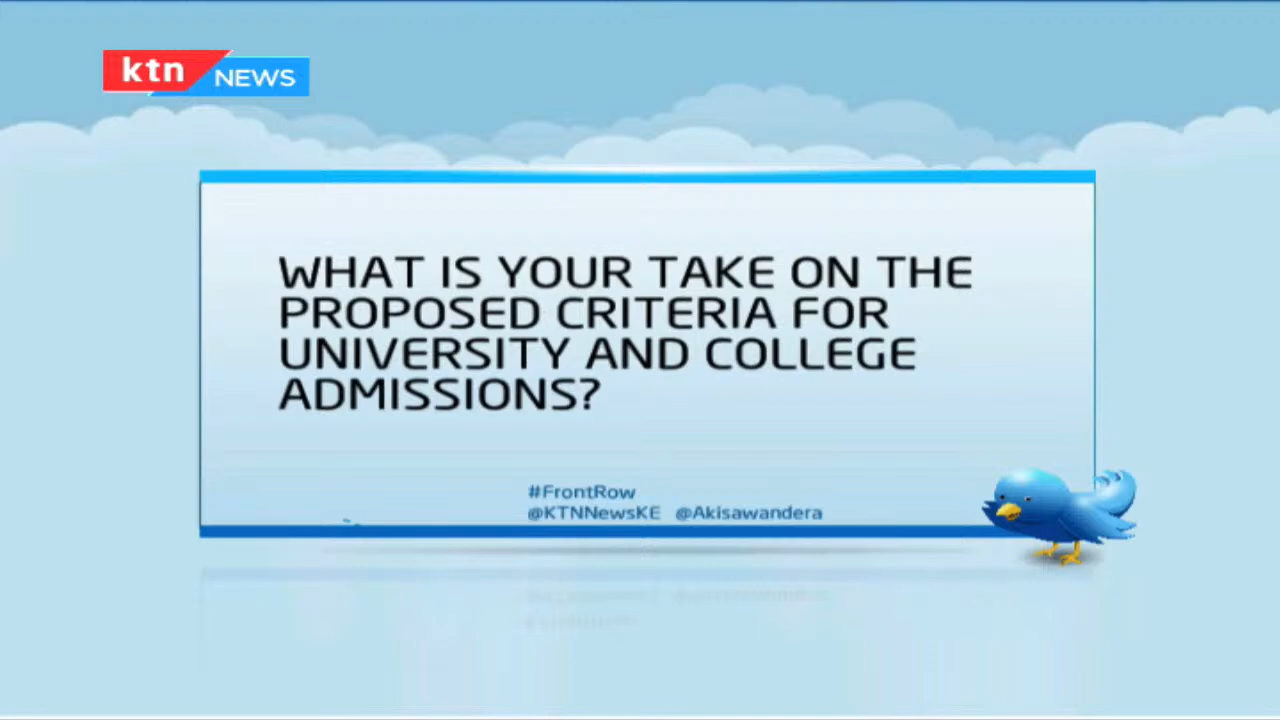 ktn
NEWS
WHAT IS YOUR TAKE ON THE
PROPOSED CRITERIA FOR
UNIVERSITY AND COLLEGE
ADMISSIONS?
#FrontRow
@KTNNewsKE @Akisawandera